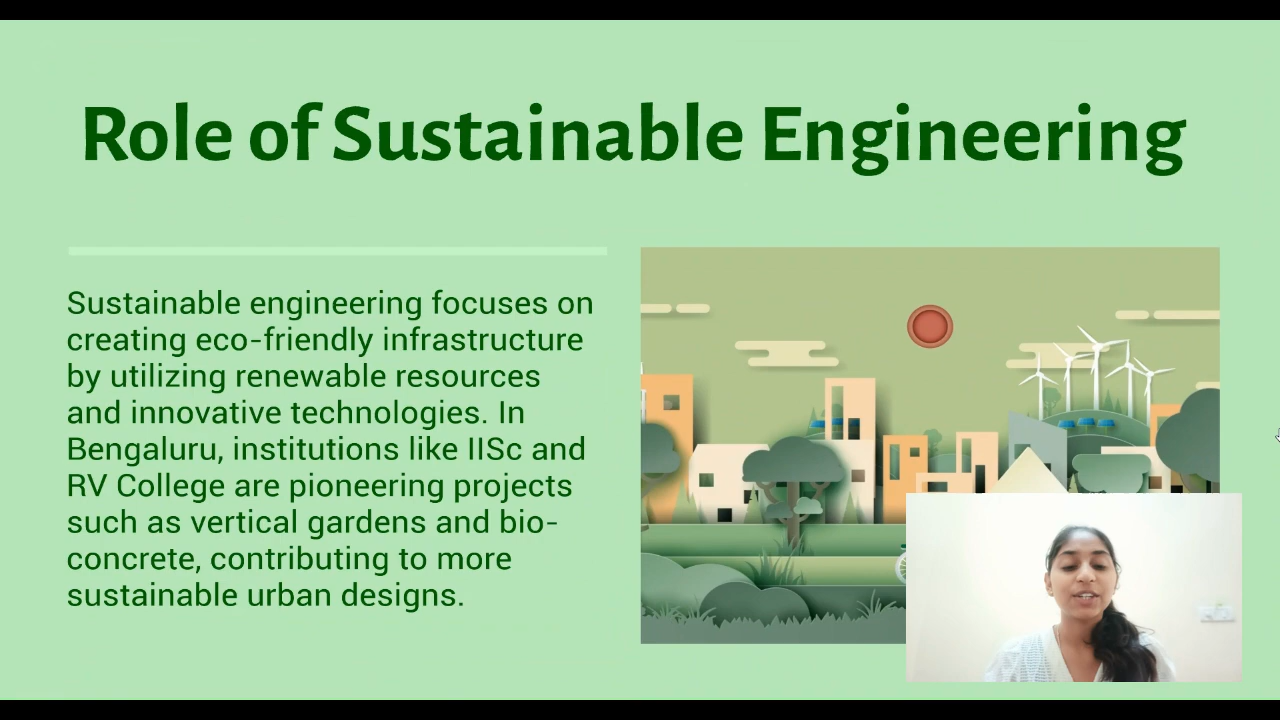 Role of Sustainable Engineering
Sustainable engineering focuses on
creating eco-friendly infrastructure
by utilizing renewable resources
and innovative technologies. In
Bengaluru, institutions like IISc and
RV College are pioneering projects
such as vertical gardens and bio-
concrete, contributing to more
sustainable urban designs.